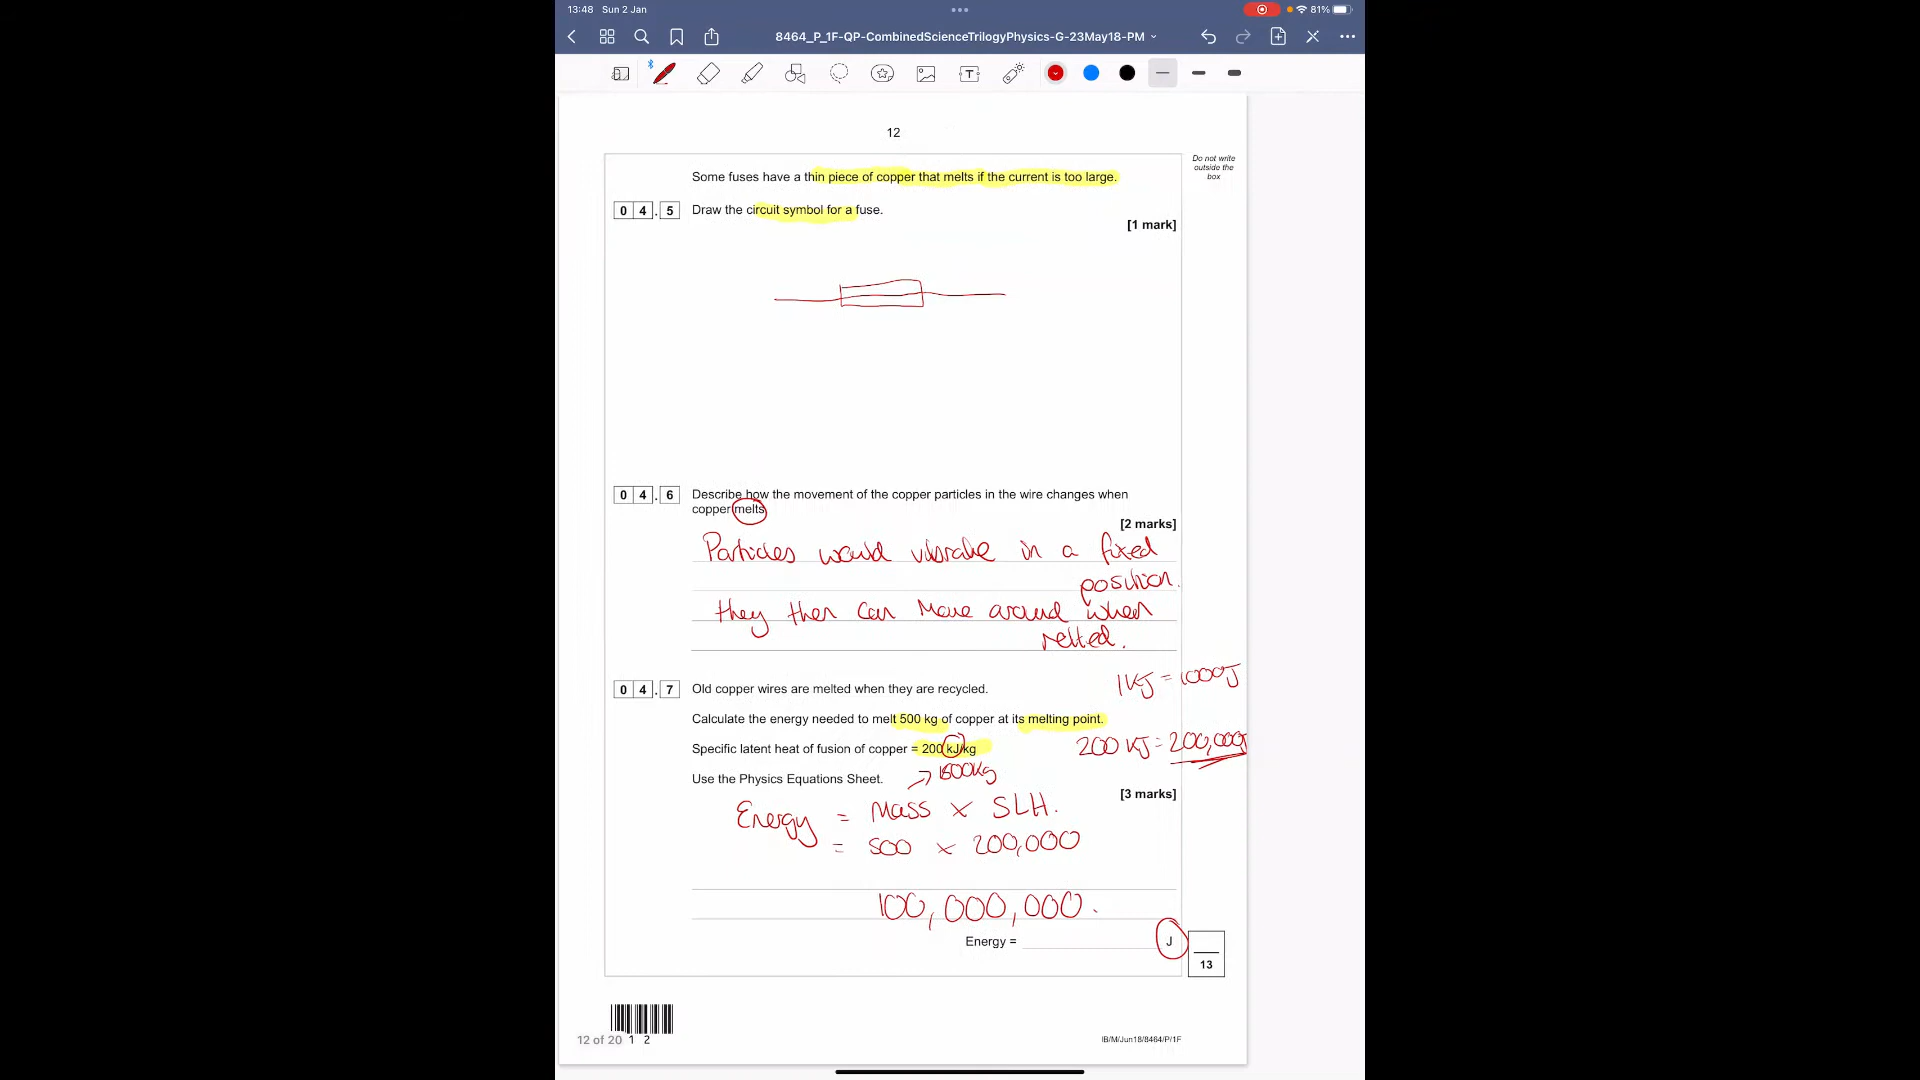 13:48 Sun 2 Jan
81%
8464_P_1F-QP-CombinedScienceTrilogyPhysics-G-23May18-PM
T
12
Do not write
outside the
box
Some fuses have a thin piece of copper that melts if the current is too large.
0 4 . 5 Draw the circuit symbol for a fuse.
[1 mark]
0 4 . 6 Describe how the movement of the copper particles in the wire changes when
copper melts
[2 marks]
Particles would vibrate in a fixed
position.
they then can move around when
melted.
1KJ = 1000J
0 4 . 7 Old copper wires are melted when they are recycled.
Calculate the energy needed to melt 500 kg of copper at its melting point.
200 KJ = 200,000J
Specific latent heat of fusion of copper = 200 kJ/kg
Use the Physics Equations Sheet.
[3 marks]
Energy = Mass × SLH.
= 500 × 200,000
100,000,000.
Energy = J
13
12 of 20 1 2
IB/M/Jun18/8464/P/1F